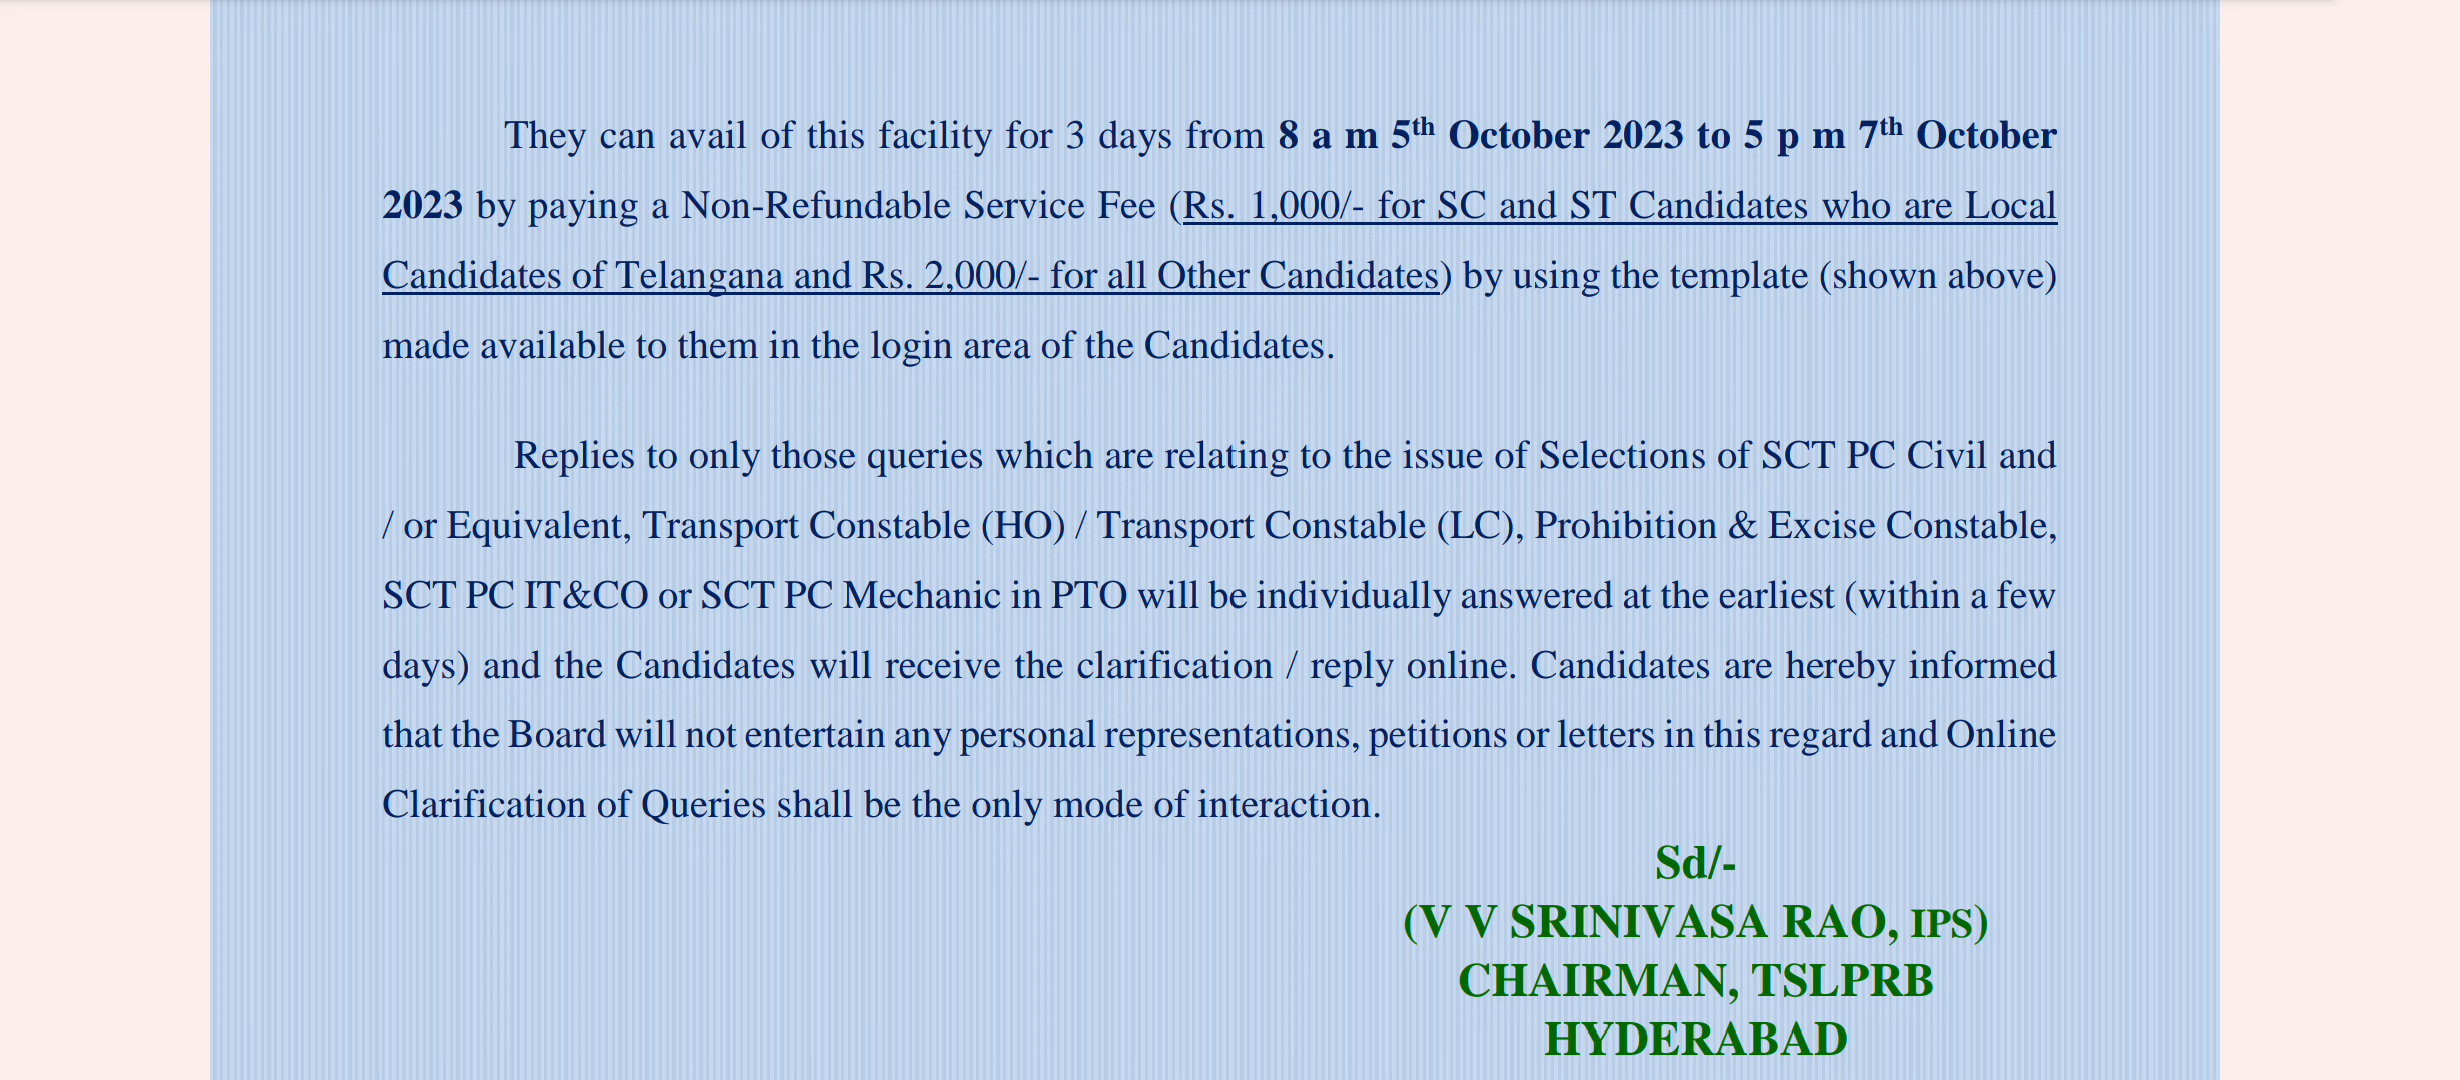 They can avail of this facility for 3 days from 8 a m 5th October 2023 to 5 p m 7th October
2023 by paying a Non-Refundable Service Fee (Rs. 1,000/- for SC and ST Candidates who are Local
Candidates of Telangana and Rs. 2,000/- for all Other Candidates) by using the template (shown above)
made available to them in the login area of the Candidates.
Replies to only those queries which are relating to the issue of Selections of SCT PC Civil and
/ or Equivalent, Transport Constable (HO) / Transport Constable (LC), Prohibition & Excise Constable,
SCT PC IT&CO or SCT PC Mechanic in PTO will be individually answered at the earliest (within a few
days) and the Candidates will receive the clarification / reply online. Candidates are hereby informed
that the Board will not entertain any personal representations, petitions or letters in this regard and Online
Clarification of Queries shall be the only mode of interaction.
Sd/-
(V V SRINIVASA RAO, IPS)
CHAIRMAN, TSLPRB
HYDERABAD